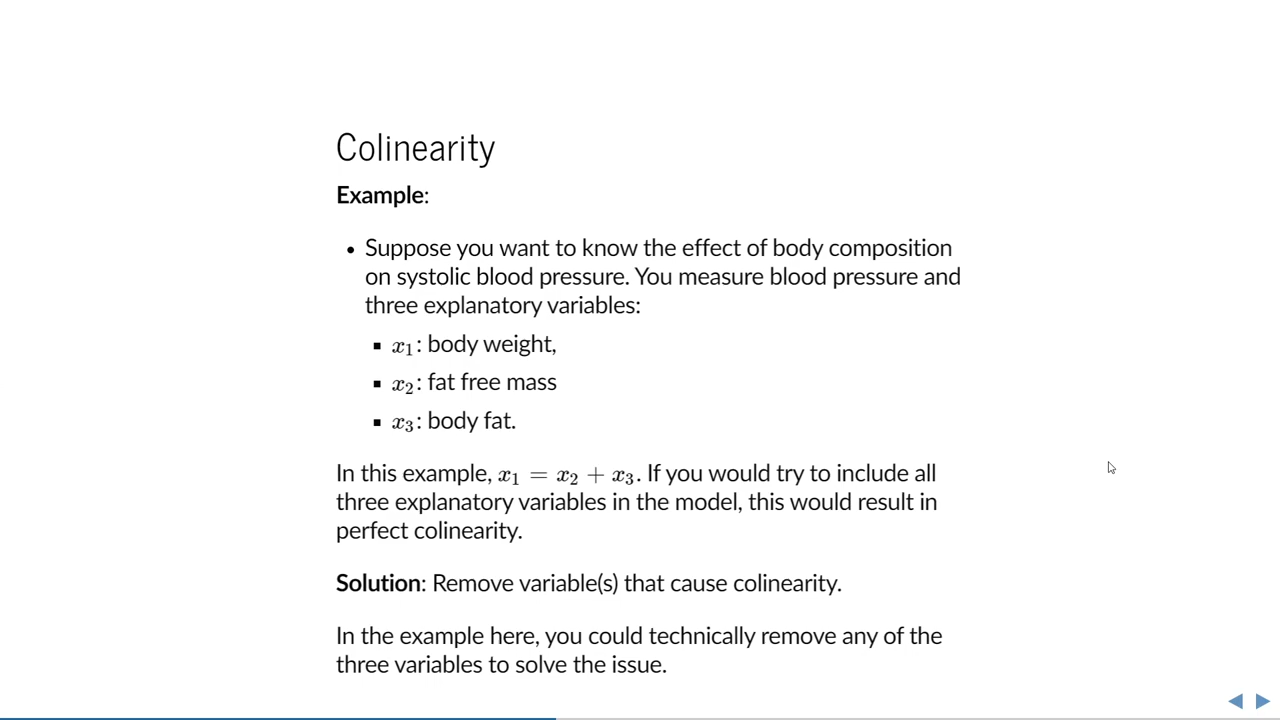 Colinearity
Example:
• Suppose you want to know the effect of body composition
on systolic blood pressure. You measure blood pressure and
three explanatory variables:
▪ x₁: body weight,
▪ x₂: fat free mass
▪ x₃: body fat.
In this example, x₁ = x₂ + x₃. If you would try to include all
three explanatory variables in the model, this would result in
perfect colinearity.
Solution: Remove variable(s) that cause colinearity.
In the example here, you could technically remove any of the
three variables to solve the issue.